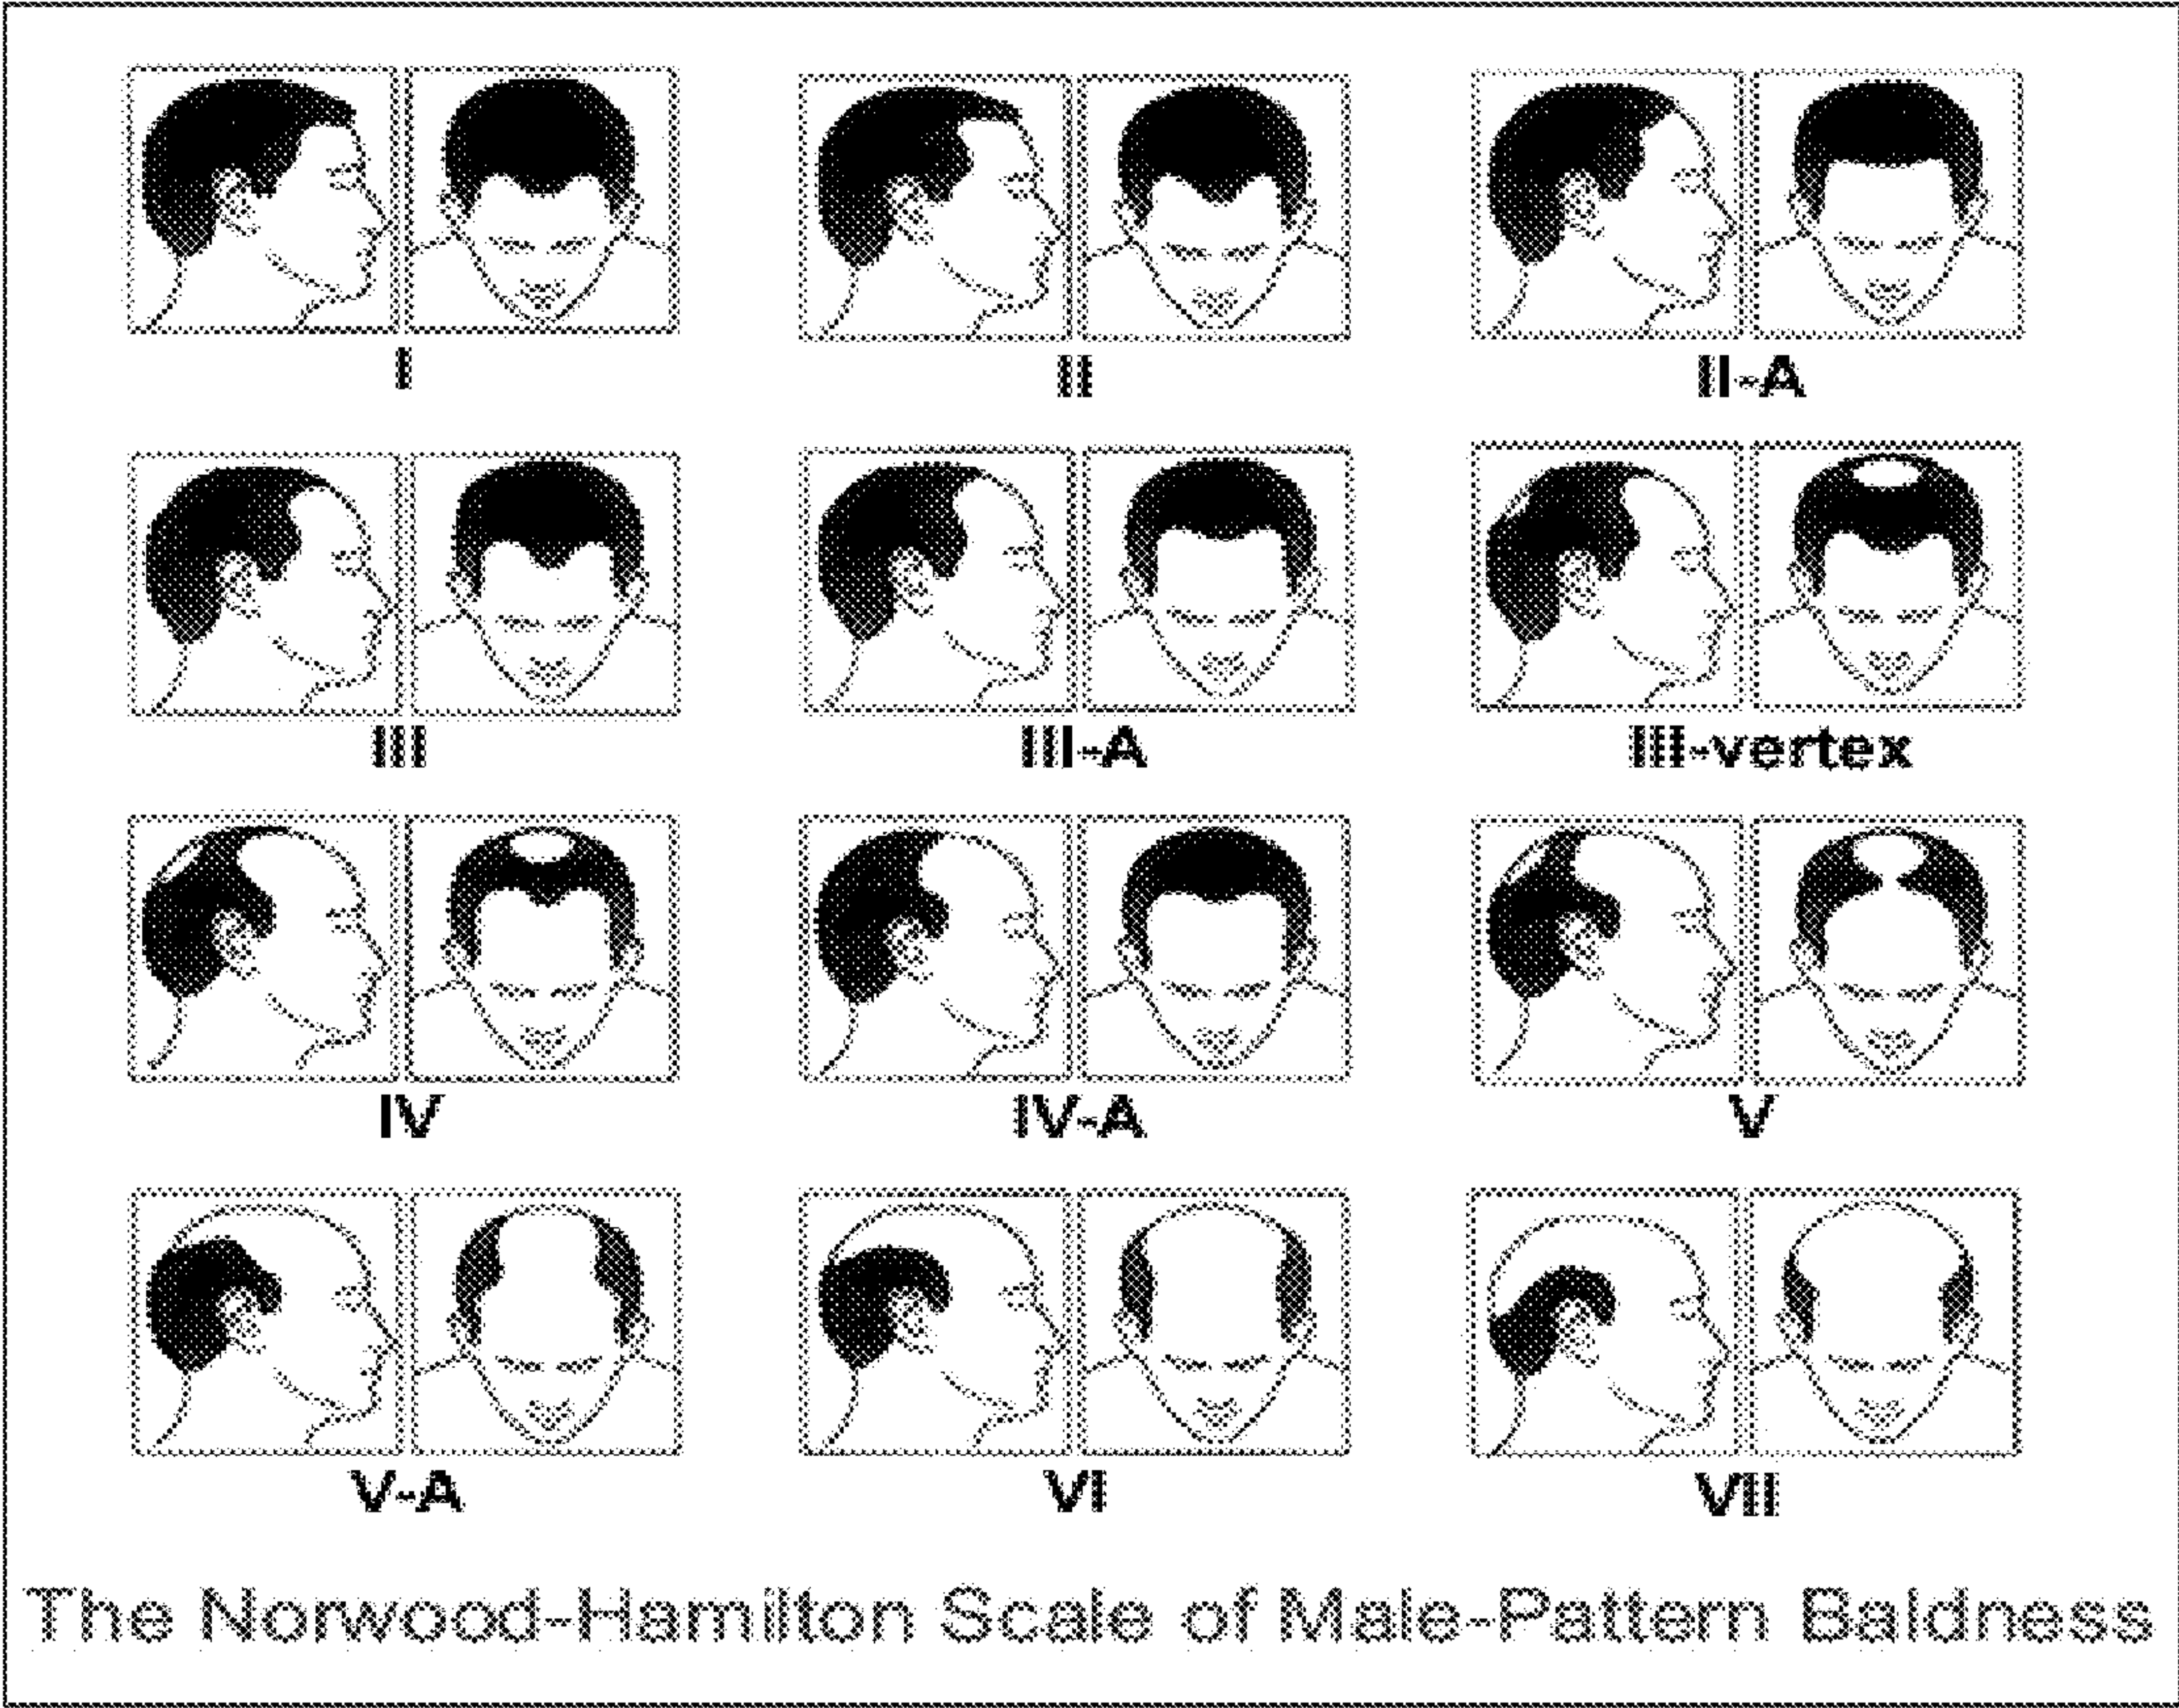 I
II
II-A
III
III-A
III-vertex
IV
IV-A
V
V-A
VI
VII
The Norwood-Hamilton Scale of Male-Pattern Baldness